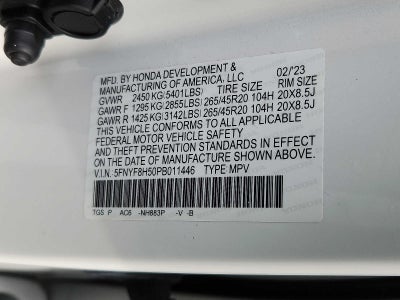 MFD. BY HONDA DEVELOPMENT & 02/'23
MANUFACTURING OF AMERICA, LLC
GVWR 2450 KG(5401LBS) TIRE SIZE RIM SIZE
GAWR F 1295 KG(2855LBS) 265/45R20 104H 20X8.5J
GAWR R 1425 KG(3142LBS) 265/45R20 104H 20X8.5J
THIS VEHICLE CONFORMS TO ALL APPLICABLE
FEDERAL MOTOR VEHICLE SAFETY
AND THEFT PREVENTION STANDARDS IN EFFECT
ON THE DATE OF MANUFACTURE SHOWN ABOVE.
V.I.N. 5FNYF8H50PB011446 TYPE MPV
TGS P AC6 -NH883P -V -B